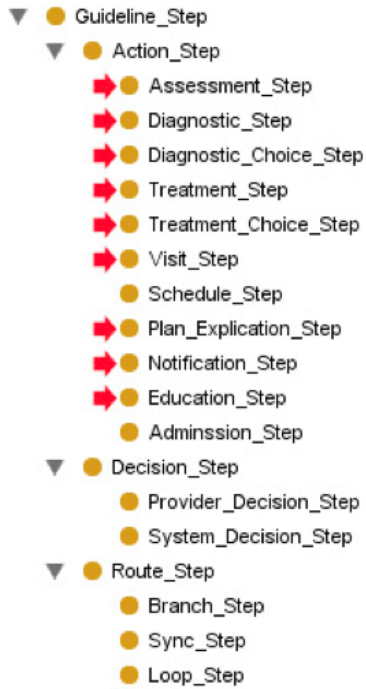 Guideline_Step
Action_Step
Assessment_Step
Diagnostic_Step
Diagnostic_Choice_Step
Treatment_Step
Treatment_Choice_Step
Visit_Step
Schedule_Step
Plan_Explication_Step
Notification_Step
Education_Step
Adminssion_Step
Decision_Step
Provider_Decision_Step
System_Decision_Step
Route_Step
Branch_Step
Sync_Step
Loop_Step